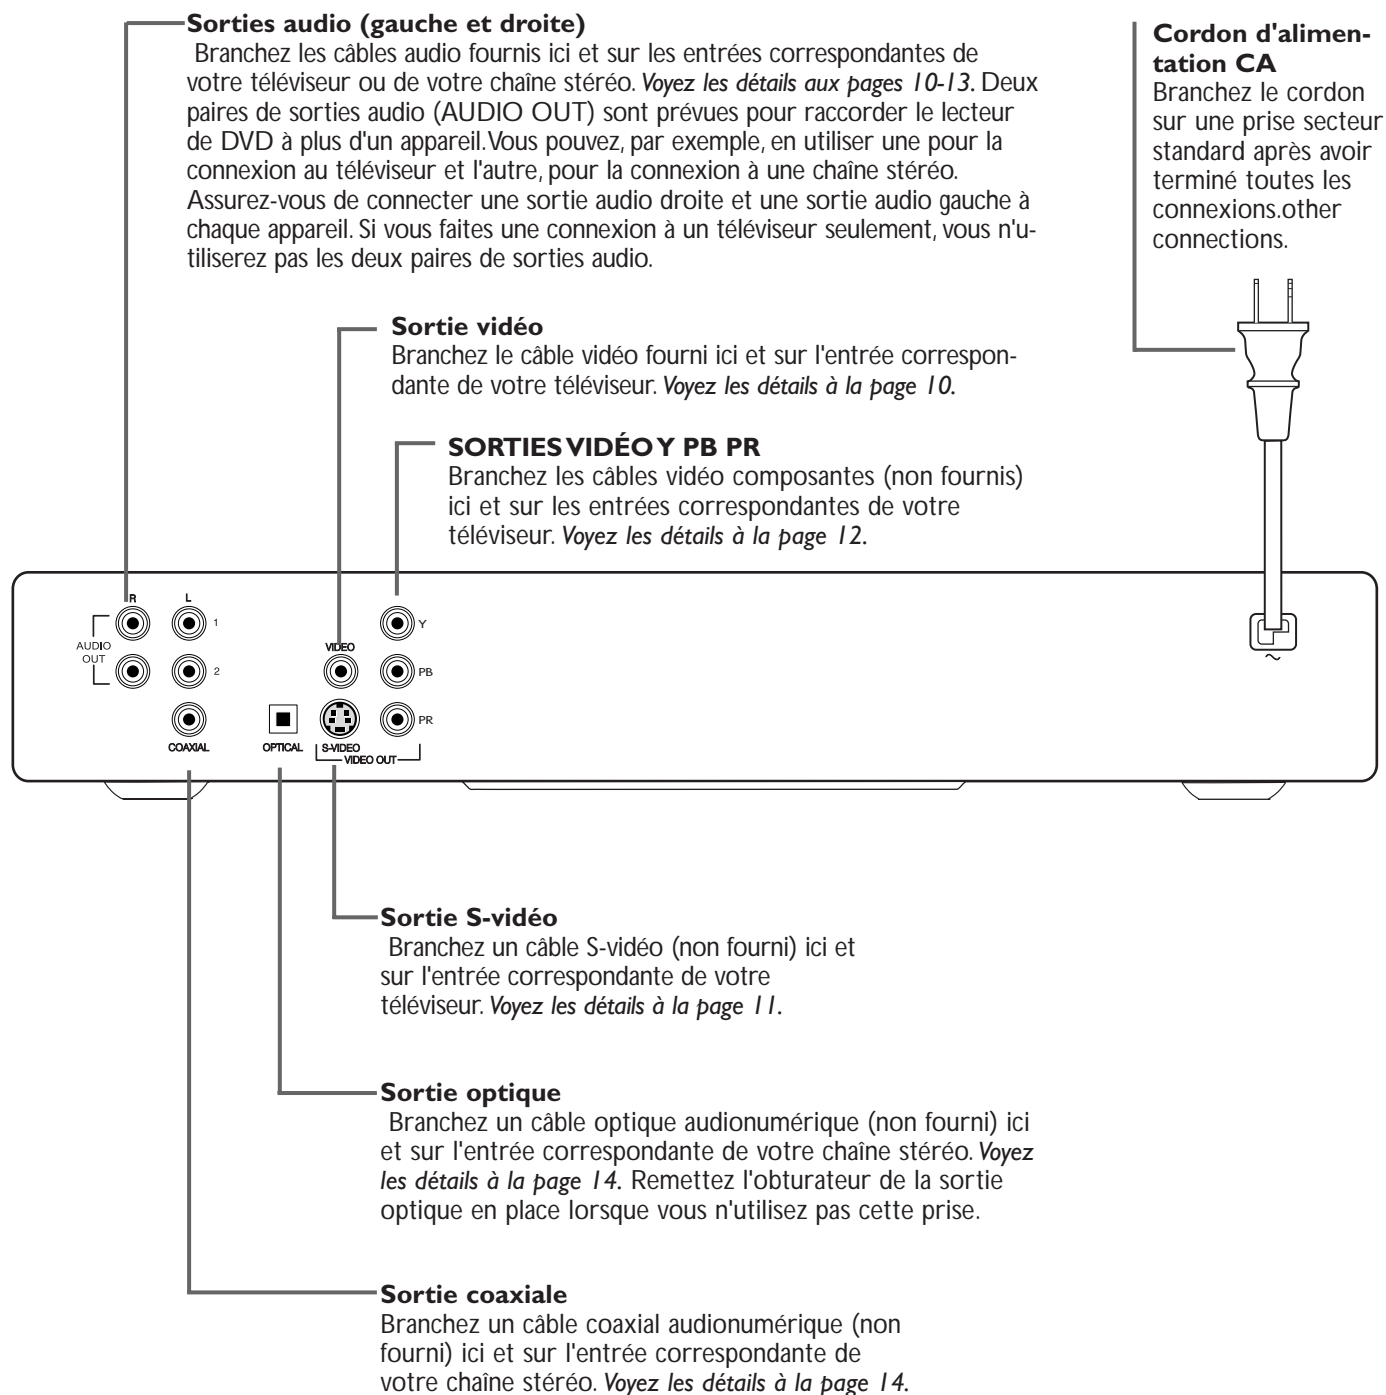 Sorties audio (gauche et droite)
Branchez les câbles audio fournis ici et sur les entrées correspondantes de
votre téléviseur ou de votre chaîne stéréo. Voyez les détails aux pages 10-13. Deux
paires de sorties audio (AUDIO OUT) sont prévues pour raccorder le lecteur
de DVD à plus d'un appareil. Vous pouvez, par exemple, en utiliser une pour la
connexion au téléviseur et l'autre, pour la connexion à une chaîne stéréo.
Assurez-vous de connecter une sortie audio droite et une sortie audio gauche à
chaque appareil. Si vous faites une connexion à un téléviseur seulement, vous n'u-
tiliserez pas les deux paires de sorties audio.
Cordon d'alimen-
tation CA
Branchez le cordon
sur une prise secteur
standard après avoir
terminé toutes les
connexions.other
connections.
Sortie vidéo
Branchez le câble vidéo fourni ici et sur l'entrée correspon-
dante de votre téléviseur. Voyez les détails à la page 10.
SORTIES VIDÉO Y PB PR
Branchez les câbles vidéo composantes (non fournis)
ici et sur les entrées correspondantes de votre
téléviseur. Voyez les détails à la page 12.
R L
1
Y
AUDIO
OUT
VIDEO
2
PB
PR
COAXIAL OPTICAL S-VIDEO
VIDEO OUT
~
Sortie S-vidéo
Branchez un câble S-vidéo (non fourni) ici et
sur l'entrée correspondante de votre
téléviseur. Voyez les détails à la page 11.
Sortie optique
Branchez un câble optique audionumérique (non fourni) ici
et sur l'entrée correspondante de votre chaîne stéréo. Voyez
les détails à la page 14. Remettez l'obturateur de la sortie
optique en place lorsque vous n'utilisez pas cette prise.
Sortie coaxiale
Branchez un câble coaxial audionumérique (non
fourni) ici et sur l'entrée correspondante de
votre chaîne stéréo. Voyez les détails à la page 14.